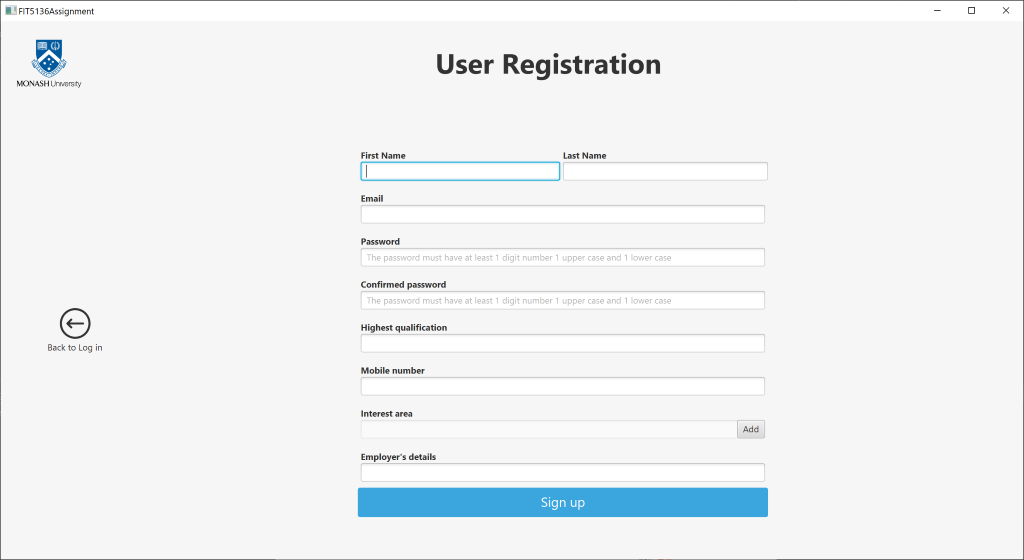 FIT5136Assignment
MONASH University
User Registration
First Name
Last Name
Email
Password
The password must have at least 1 digit number 1 upper case and 1 lower case
Confirmed password
The password must have at least 1 digit number 1 upper case and 1 lower case
Back to Log in
Highest qualification
Mobile number
Interest area
Add
Employer's details
Sign up